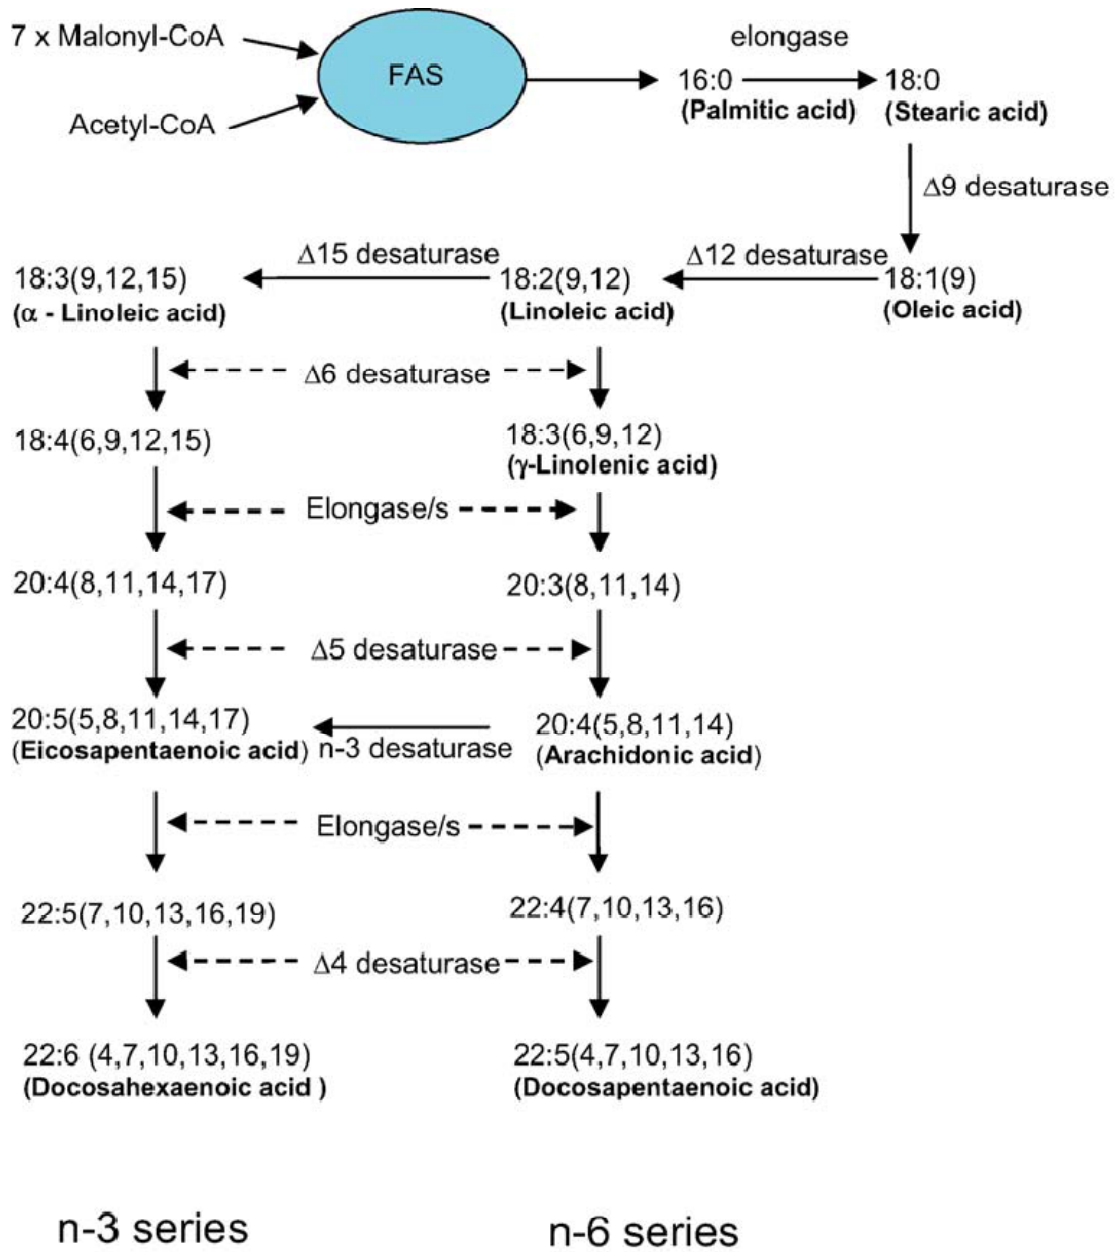 7 x Malonyl-CoA
Acetyl-CoA
FAS
elongase
16:0
(Palmitic acid)
18:0
(Stearic acid)
Δ9 desaturase
18:3(9,12,15)
(α - Linoleic acid)
Δ15 desaturase
18:2(9,12)
(Linoleic acid)
Δ12 desaturase
18:1(9)
(Oleic acid)
Δ6 desaturase
18:4(6,9,12,15)
18:3(6,9,12)
(γ-Linolenic acid)
Elongase/s
20:4(8,11,14,17)
20:3(8,11,14)
Δ5 desaturase
20:5(5,8,11,14,17)
(Eicosapentaenoic acid)
n-3 desaturase
20:4(5,8,11,14)
(Arachidonic acid)
Elongase/s
22:5(7,10,13,16,19)
22:4(7,10,13,16)
Δ4 desaturase
22:6 (4,7,10,13,16,19)
(Docosahexaenoic acid )
22:5(4,7,10,13,16)
(Docosapentaenoic acid)
n-3 series
n-6 series